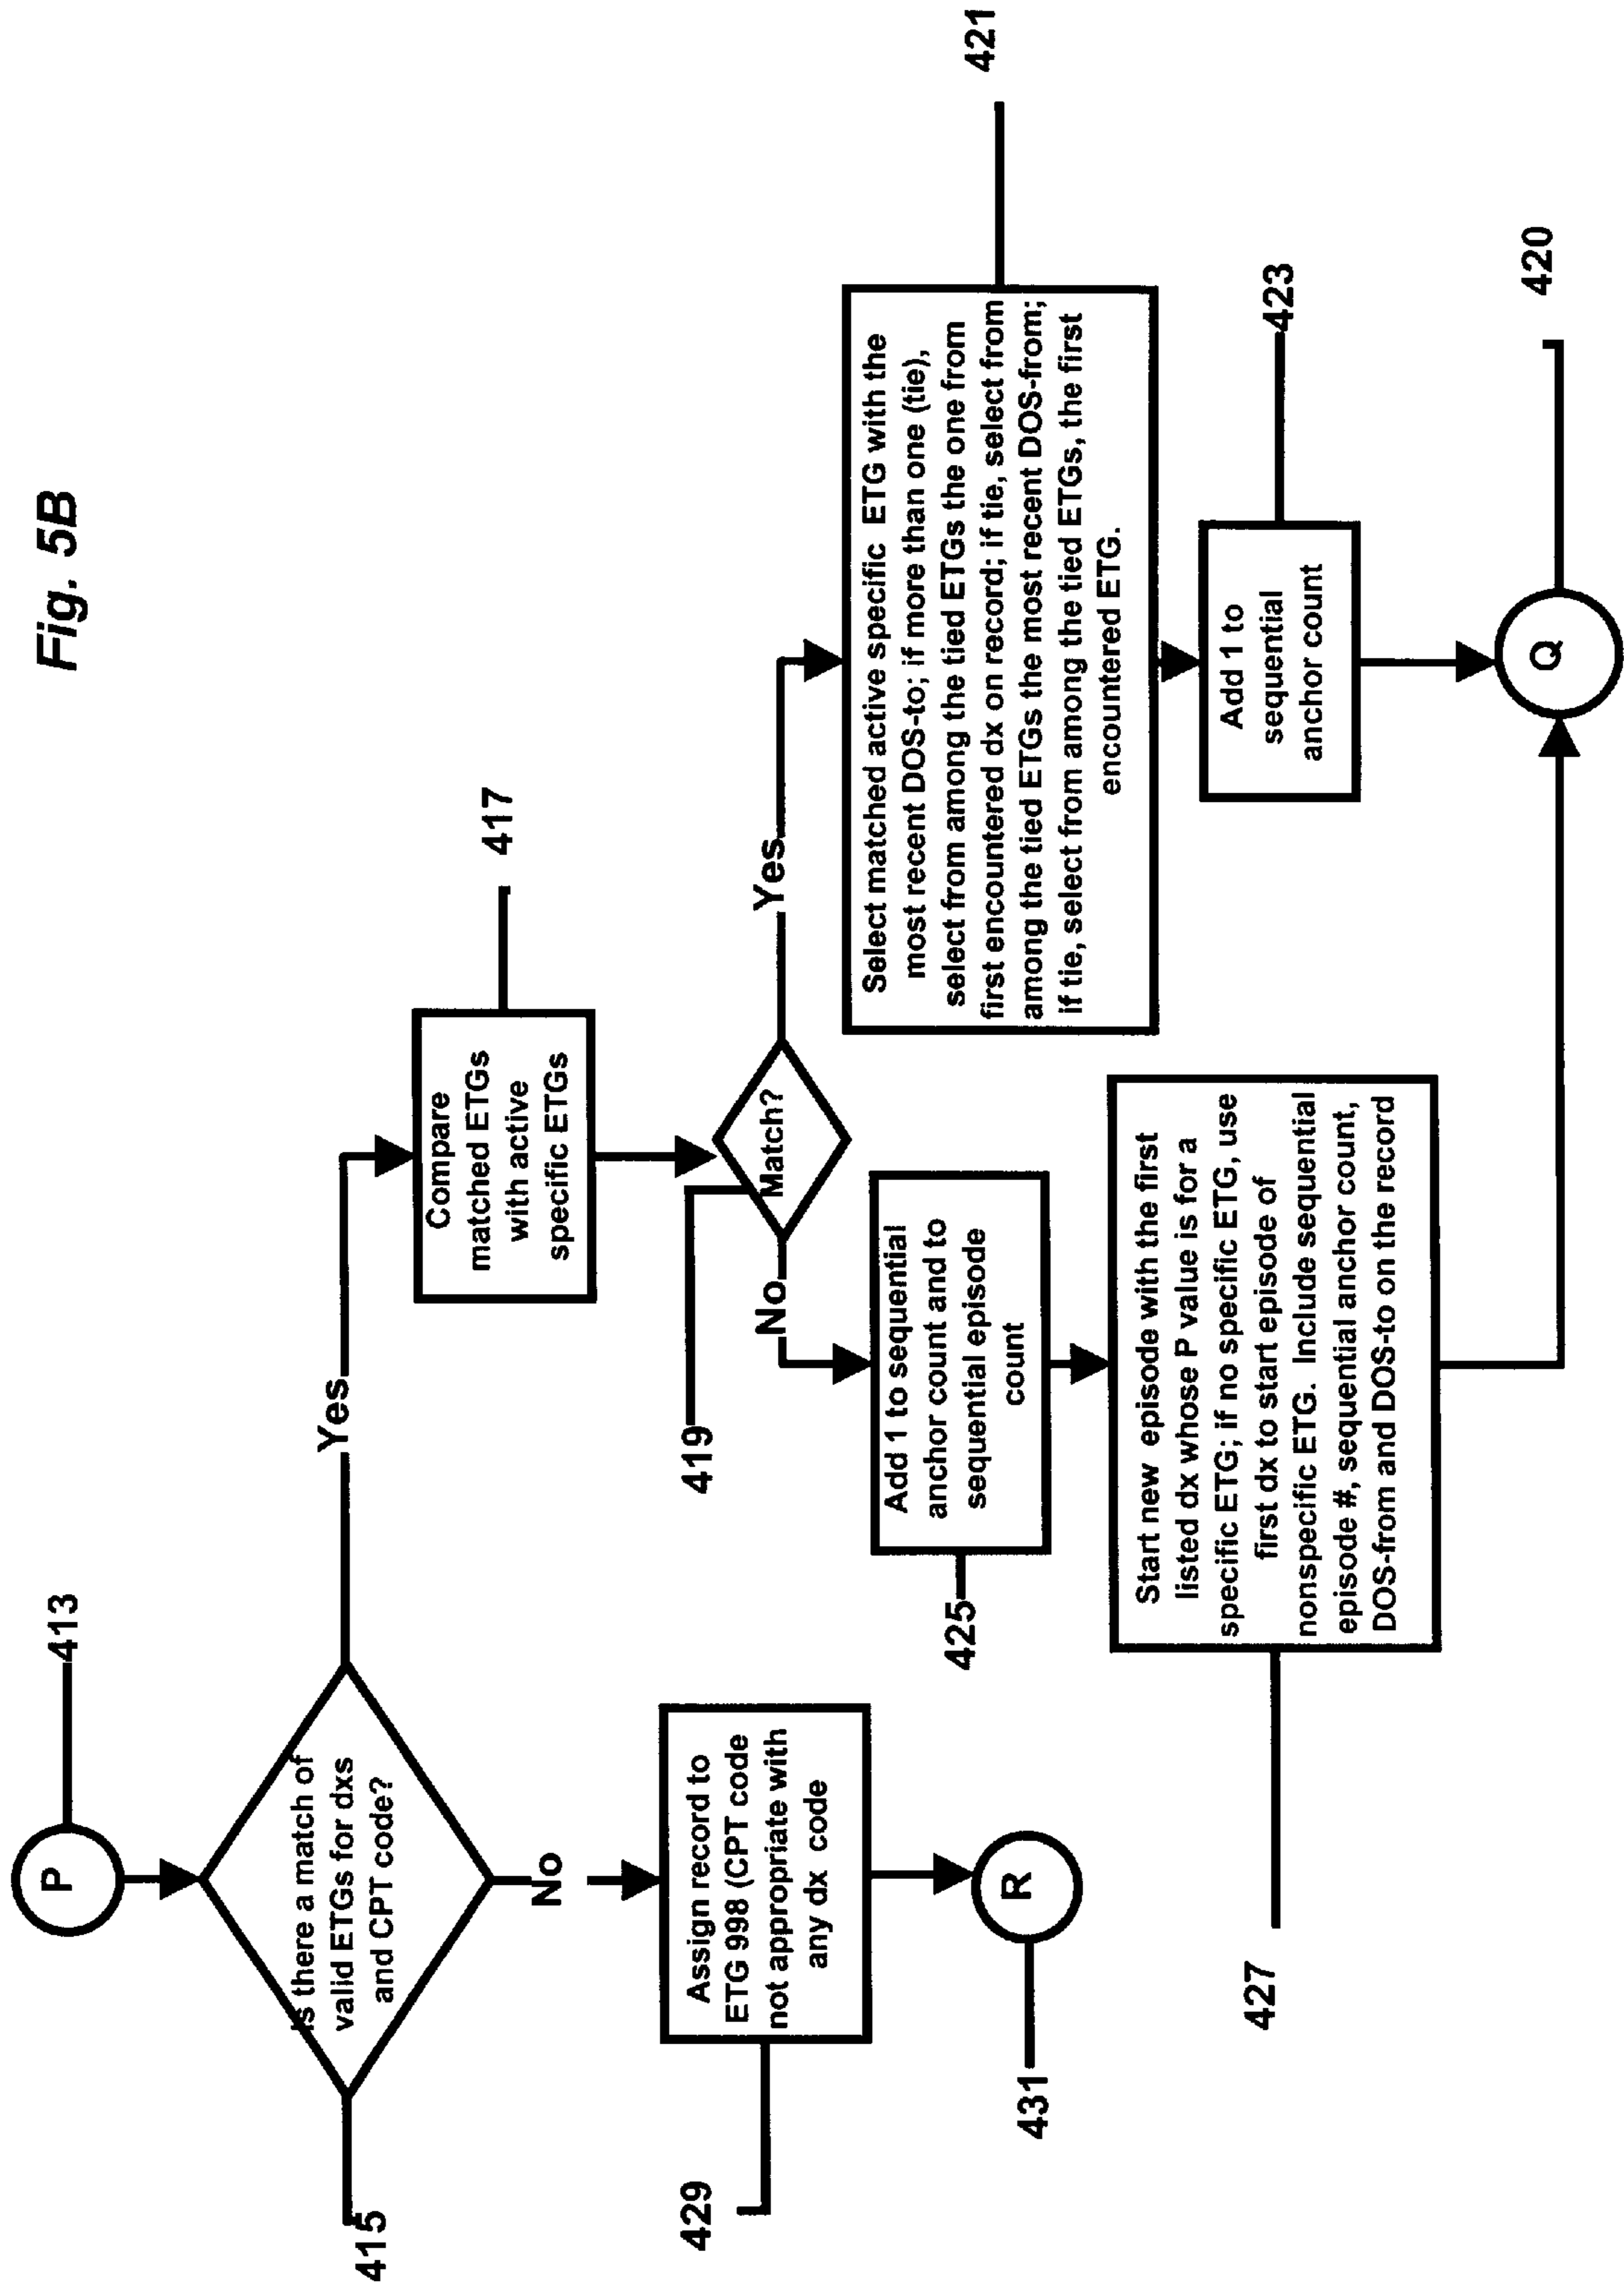 Fig. 5B
P
413
Is there a match of
valid ETGs for dxs
and CPT code?
415
Yes
No
Compare
matched ETGs
with active
specific ETGs
417
Match?
419
Yes
No
Select matched active specific ETG with the
most recent DOS-to; if more than one (tie),
select from among the tied ETGs the one from
first encountered dx on record; if tie, select from
among the tied ETGs the most recent DOS-from;
if tie, select from among the tied ETGs, the first
encountered ETG.
421
Add 1 to
sequential
anchor count
423
Add 1 to sequential
anchor count and to
sequential episode
count
425
Start new episode with the first
listed dx whose P value is for a
specific ETG; if no specific ETG, use
first dx to start episode of
nonspecific ETG. Include sequential
episode #, sequential anchor count,
DOS-from and DOS-to on the record
427
Assign record to
ETG 998 (CPT code
not appropriate with
any dx code
429
R
431
Q
420